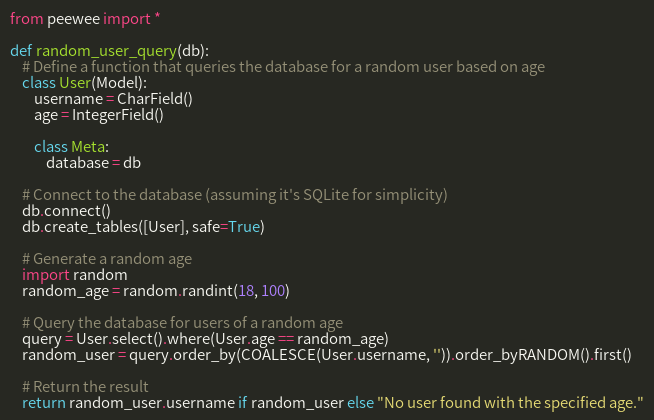 from peewee import *
def random_user_query(db):
# Define a function that queries the database for a random user based on age
class User(Model):
username = CharField()
age = IntegerField()
class Meta:
database = db
# Connect to the database (assuming it's SQLite for simplicity)
db.connect()
db.create_tables([User], safe=True)
# Generate a random age
import random
random_age = random.randint(18, 100)
# Query the database for users of a random age
query = User.select().where(User.age == random_age)
random_user = query.order_by(COALESCE(User.username, '')).order_byRANDOM().first()
# Return the result
return random_user.username if random_user else "No user found with the specified age."